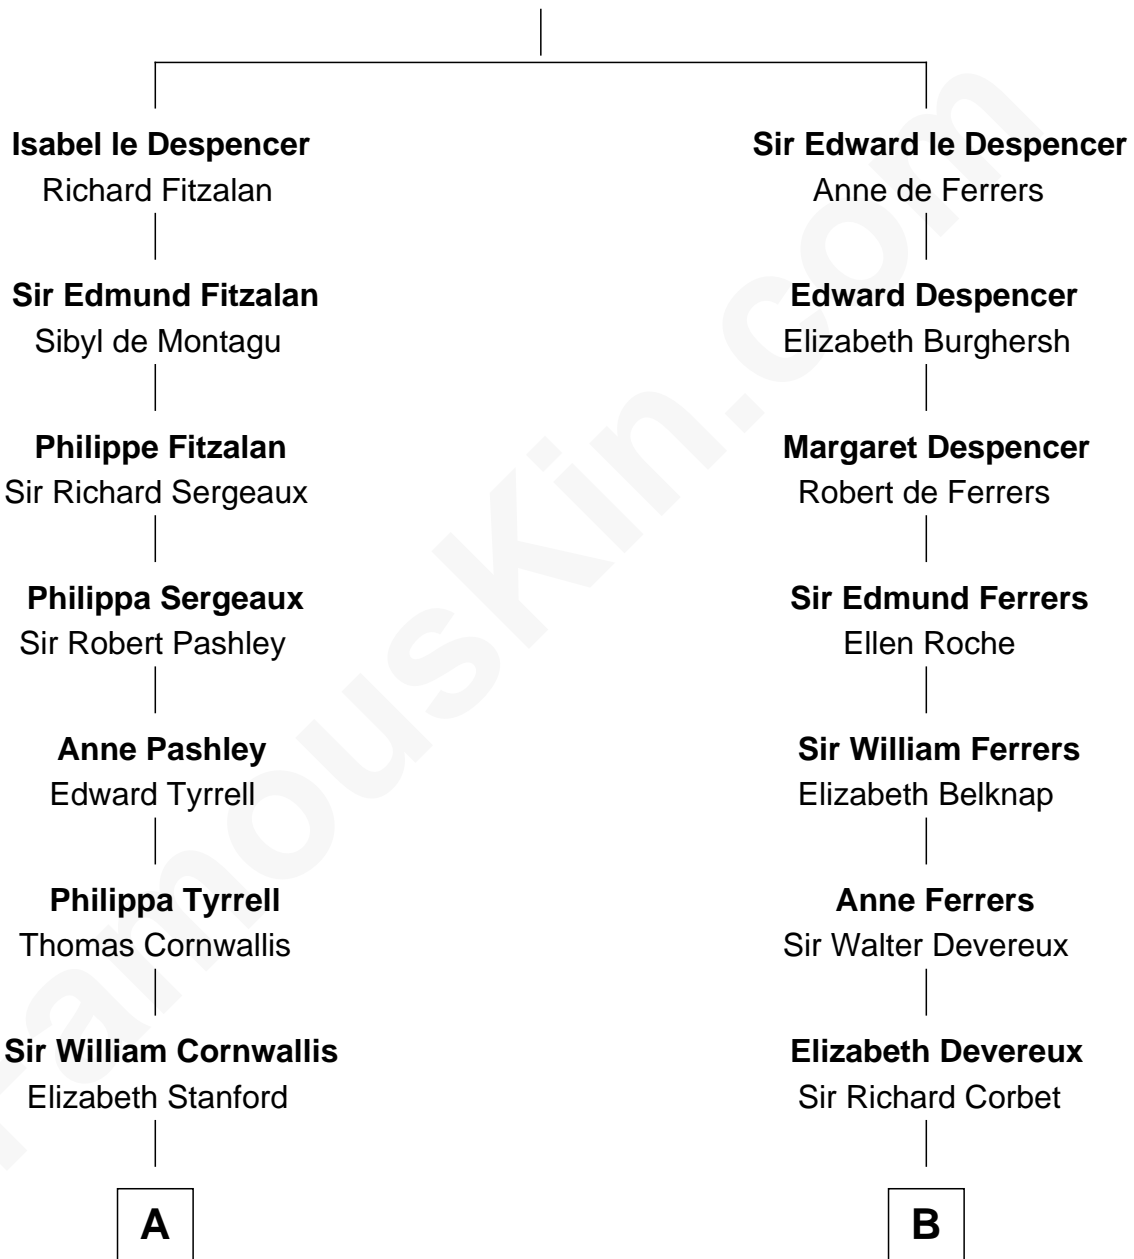 Isabel le Despencer
Richard Fitzalan
Sir Edmund Fitzalan
Sibyl de Montagu
Philippe Fitzalan
Sir Richard Sergeaux
Philippa Sergeaux
Sir Robert Pashley
Anne Pashley
Edward Tyrrell
Philippa Tyrrell
Thomas Cornwallis
Sir William Cornwallis
Elizabeth Stanford
A
Sir Edward le Despencer
Anne de Ferrers
Edward Despencer
Elizabeth Burghersh
Margaret Despencer
Robert de Ferrers
Sir Edmund Ferrers
Ellen Roche
Sir William Ferrers
Elizabeth Belknap
Anne Ferrers
Sir Walter Devereux
Elizabeth Devereux
Sir Richard Corbet
B
FamousKin.com